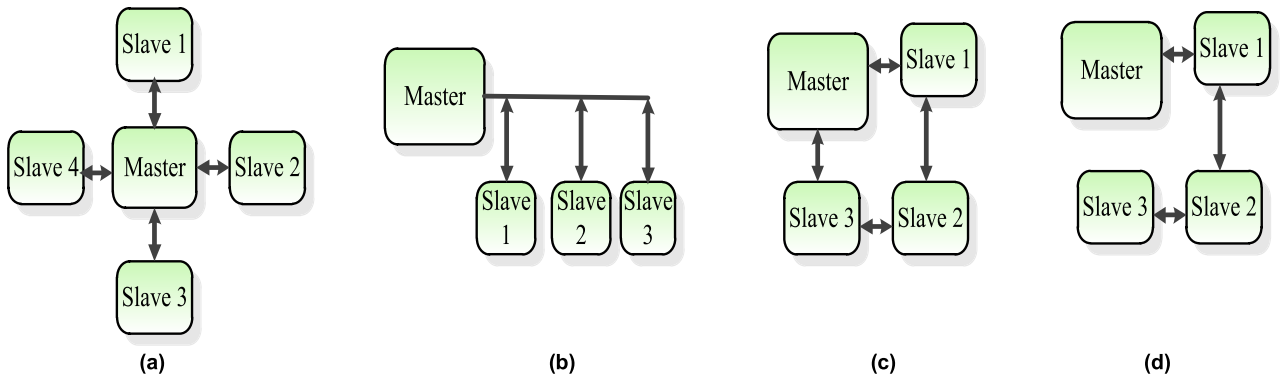 Slave 1
Slave 4
Master
Slave 2
Slave 3
(a)
Master
Slave
1
Slave
2
Slave
3
(b)
Master
Slave 1
Slave 3
Slave 2
(c)
Master
Slave 1
Slave 3
Slave 2
(d)